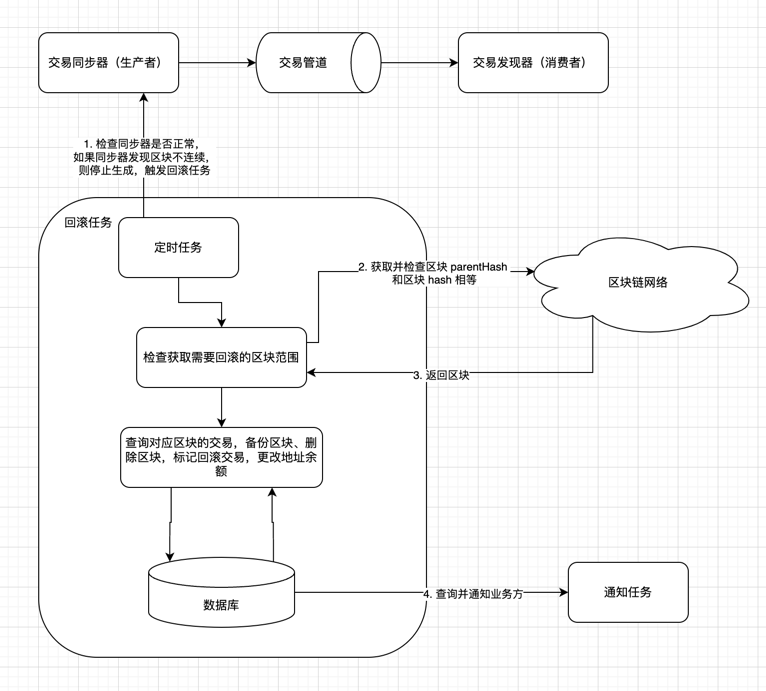 交易同步器（生产者）
交易管道
交易发现器（消费者）
1. 检查同步器是否正常，
如果同步器发现区块不连续，
则停止生成，触发回滚任务
回滚任务
定时任务
2. 获取并检查区块 parentHash
和区块 hash 相等
区块链网络
检查获取需要回滚的区块范围
3. 返回区块
查询对应区块的交易，备份区块、删
除区块，标记回滚交易，更改地址余
额
数据库
4. 查询并通知业务方
通知任务